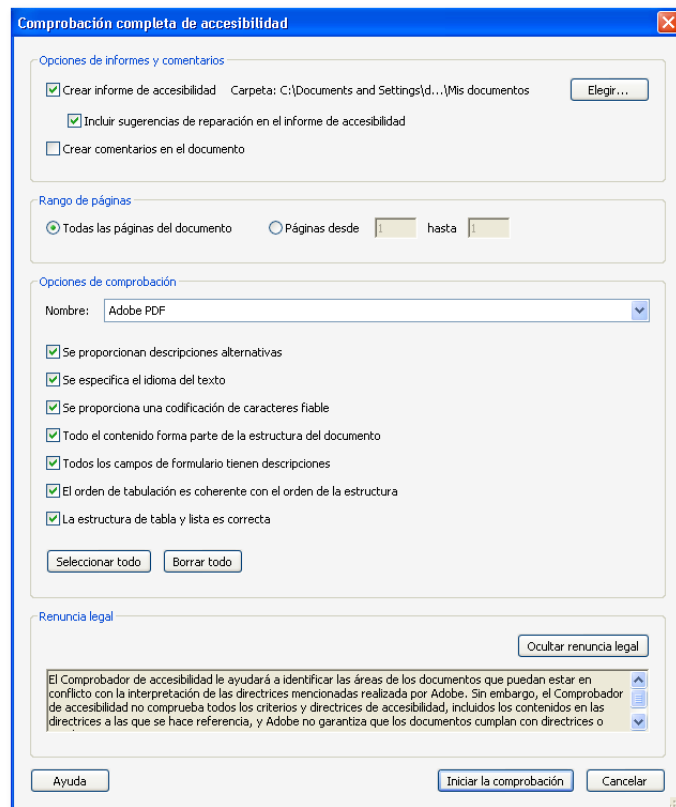 Comprobación completa de accesibilidad
Opciones de informes y comentarios
Crear informe de accesibilidad Carpeta: C:\Documents and Settings\d...\Mis documentos Elegir...
Incluir sugerencias de reparación en el informe de accesibilidad
Crear comentarios en el documento
Rango de páginas
Todas las páginas del documento Páginas desde 1 hasta 1
Opciones de comprobación
Nombre: Adobe PDF
Se proporcionan descripciones alternativas
Se especifica el idioma del texto
Se proporciona una codificación de caracteres fiable
Todo el contenido forma parte de la estructura del documento
Todos los campos de formulario tienen descripciones
El orden de tabulación es coherente con el orden de la estructura
La estructura de tabla y lista es correcta
Seleccionar todo Borrar todo
Renuncia legal
Ocultar renuncia legal
El Comprobador de accesibilidad le ayudará a identificar las áreas de los documentos que puedan estar en
conflicto con la interpretación de las directrices mencionadas realizada por Adobe. Sin embargo, el Comprobador
de accesibilidad no comprueba todos los criterios y directrices de accesibilidad, incluidos los contenidos en las
directrices a las que se hace referencia, y Adobe no garantiza que los documentos cumplan con directrices o
Ayuda Iniciar la comprobación Cancelar